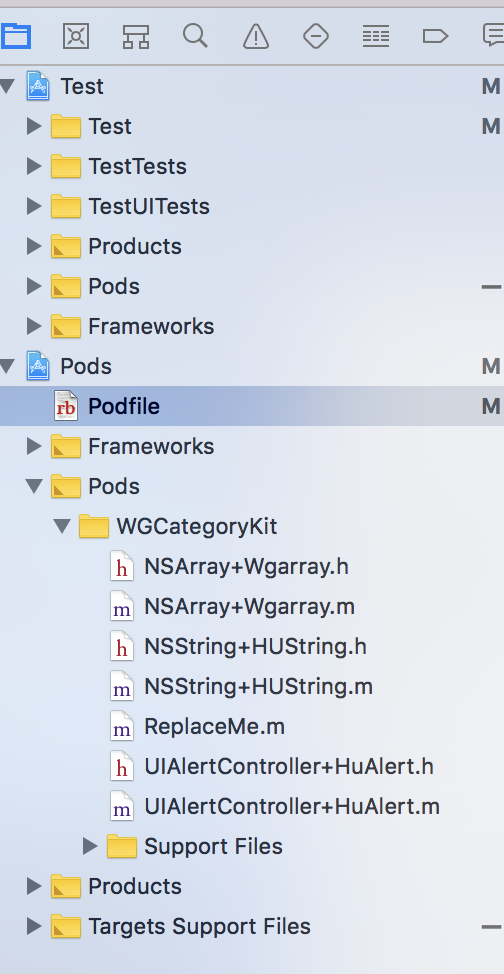 Test M
Test M
TestTests
TestUITests
Products
Pods
Frameworks
Pods M
rb Podfile M
Frameworks
Pods
WGCategoryKit
h NSArray+Wgarray.h
m NSArray+Wgarray.m
h NSString+HUString.h
m NSString+HUString.m
m ReplaceMe.m
h UIAlertController+HuAlert.h
m UIAlertController+HuAlert.m
Support Files
Products
Targets Support Files